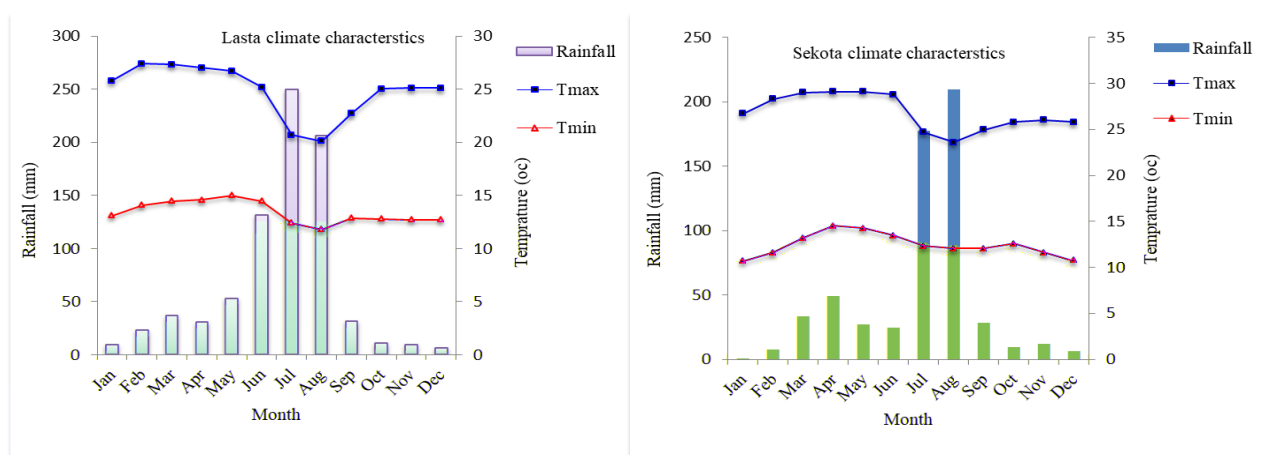 Lasta climate characterstics
300
250
200
150
100
50
0
Rainfall (mm)
30
25
20
15
10
5
0
Temprature (oc)
Jan Feb Mar Apr May Jun Jul Aug Sep Oct Nov Dec
Month
Rainfall
Tmax
Tmin
Sekota climate characterstics
250
200
150
100
50
0
Rainfall (mm)
35
30
25
20
15
10
5
0
Temprature (oc)
Jan Feb Mar Apr May Jun Jul Aug Sep Oct Nov Dec
Month
Rainfall
Tmax
Tmin